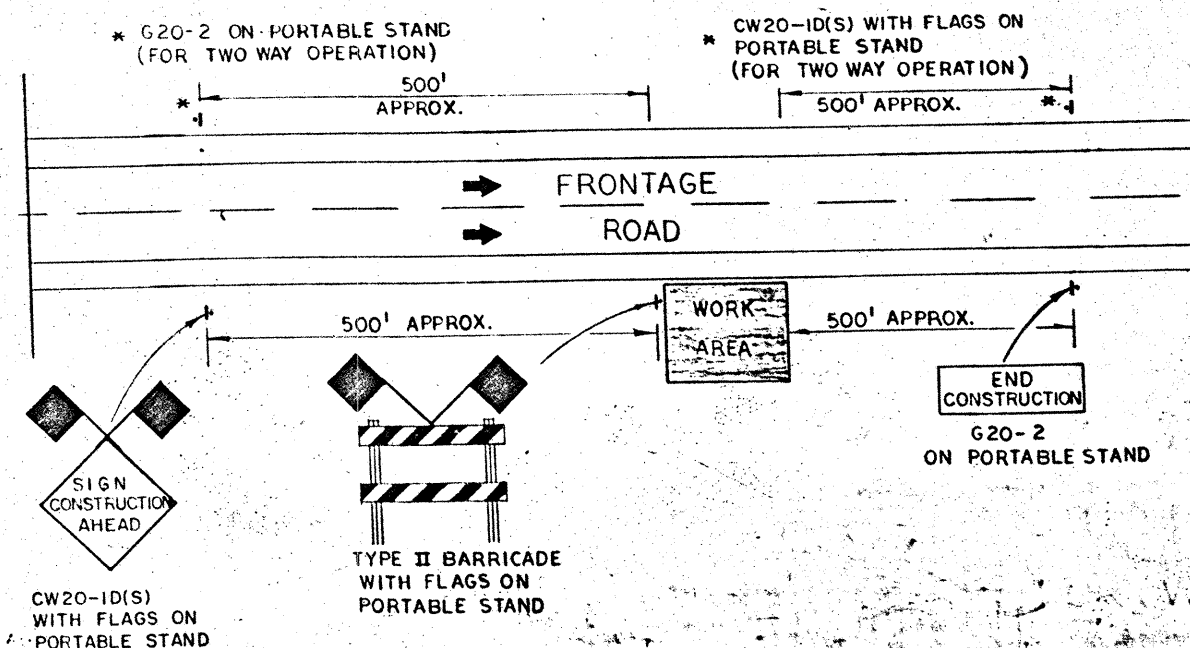 * G20-2 ON PORTABLE STAND
(FOR TWO WAY OPERATION)
* CW20-1D(S) WITH FLAGS ON
PORTABLE STAND
(FOR TWO WAY OPERATION)
500'
APPROX.
500' APPROX.
*
*
FRONTAGE
ROAD
500' APPROX.
WORK
AREA
500' APPROX.
SIGN
CONSTRUCTION
AHEAD
CW20-1D(S)
WITH FLAGS ON
PORTABLE STAND
TYPE II BARRICADE
WITH FLAGS ON
PORTABLE STAND
END
CONSTRUCTION
G20-2
ON PORTABLE STAND